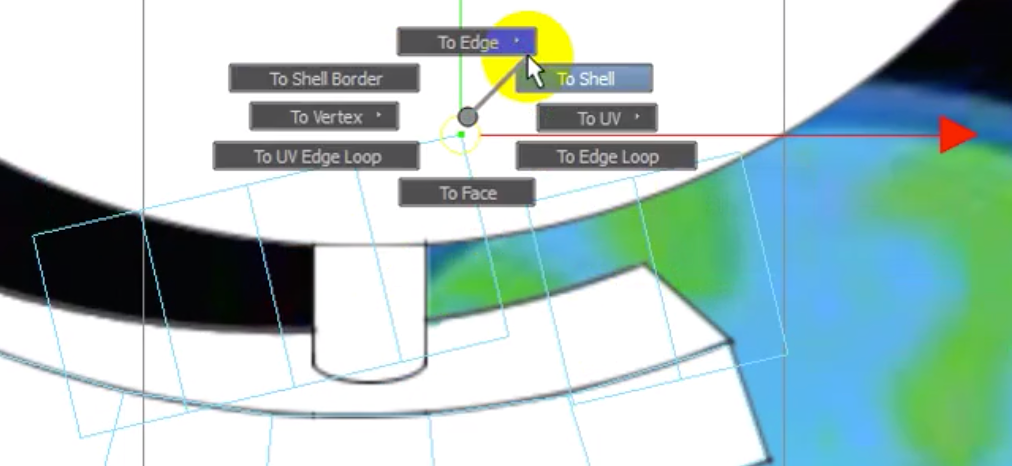 To Edge
To Shell Border
To Shell
To Vertex
To UV
To UV Edge Loop
To Edge Loop
To Face